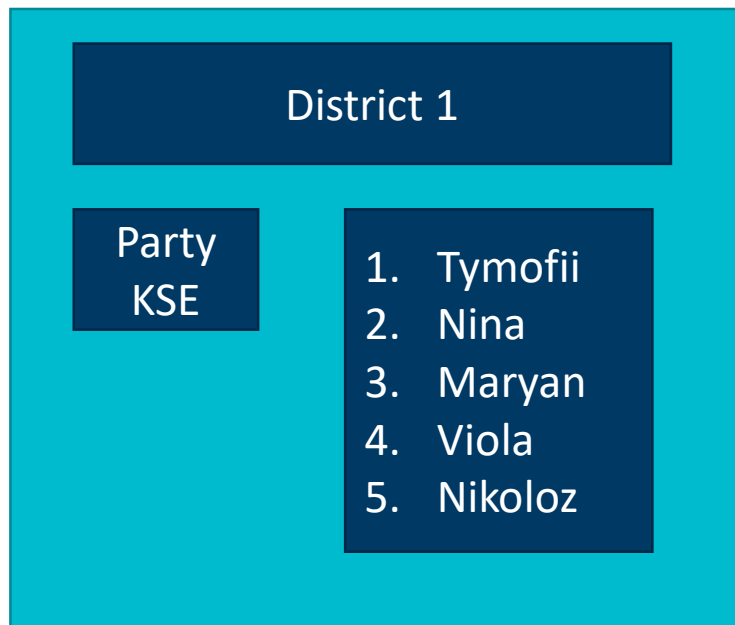 District 1
Party
KSE
1. Tymofii
2. Nina
3. Maryan
4. Viola
5. Nikoloz